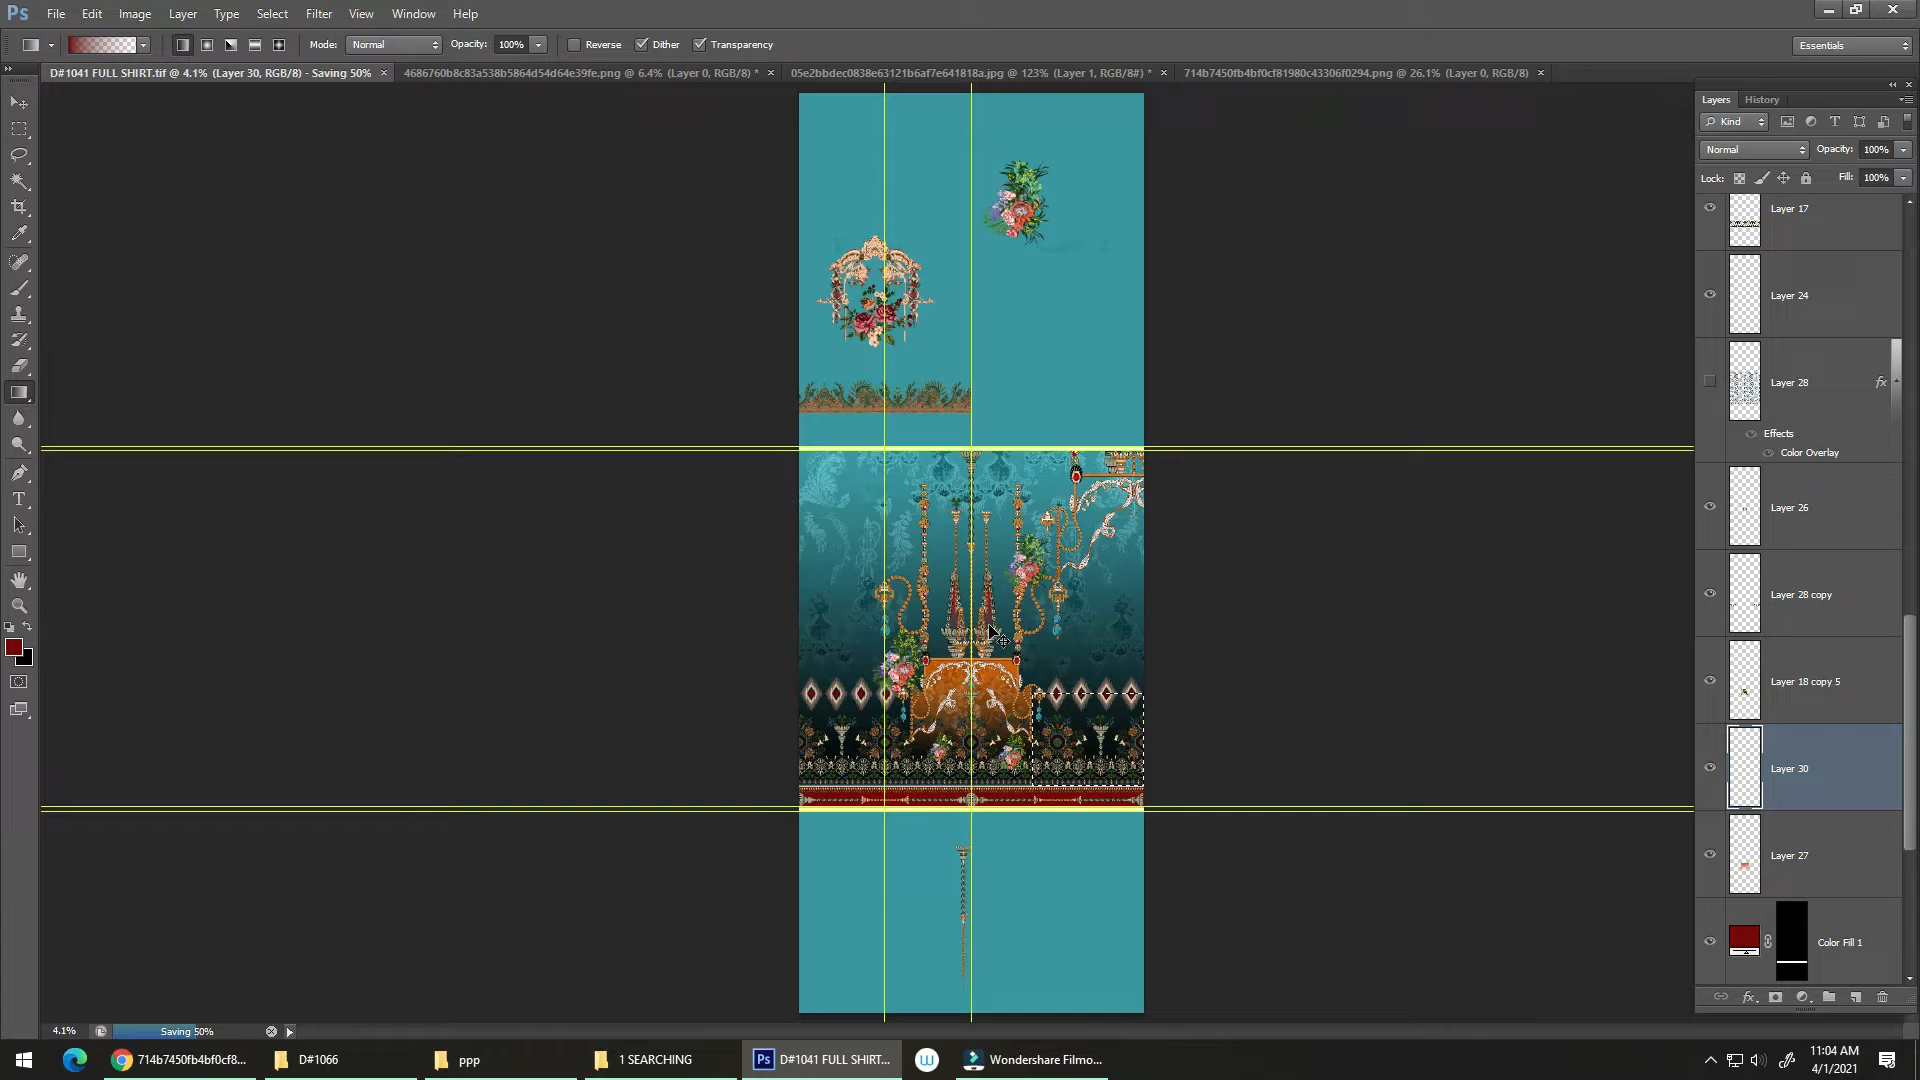 Ps File Edit Image Layer Type Select Filter View Window Help
Mode: Normal Opacity: 100% Reverse Dither Transparency Essentials
D#1041 FULL SHIRT.tif @ 4.1% (Layer 30, RGB/8) - Saving 50% × 4686760b8c83a538b5864d54d64e39fe.png @ 6.4% (Layer 0, RGB/8) * × 05e2bbdec0838e63121b6af7e641818a.jpg @ 123% (Layer 1, RGB/8#) * × 714b7450fb4bf0cf81980c43306f0294.png @ 26.1% (Layer 0, RGB/8) ×
Layers History
Kind
Normal Opacity: 100%
Lock: Fill: 100%
Layer 17
Layer 24
Layer 28 fx
Effects
Color Overlay
Layer 26
Layer 28 copy
Layer 18 copy 5
Layer 30
Layer 27
Color Fill 1
fx
4.1% Saving 50%
714b7450fb4bf0cf8... D#1066 ppp 1 SEARCHING Ps D#1041 FULL SHIRT... W Wondershare Filmo...
11:04 AM
4/1/2021